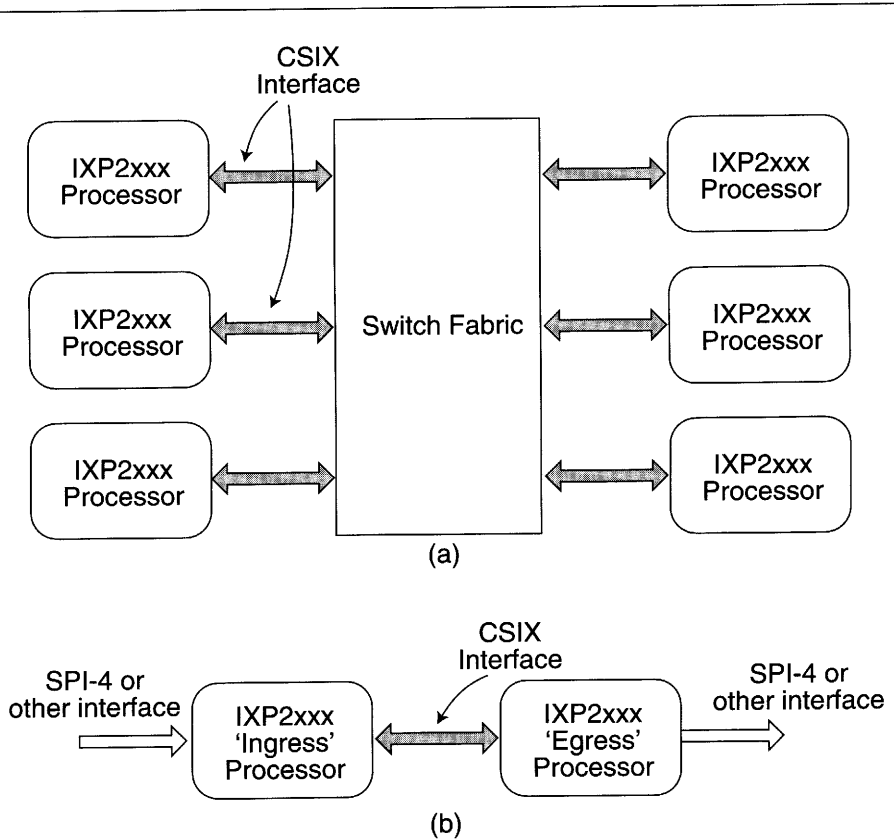 CSIX
Interface
IXP2xxx
Processor
IXP2xxx
Processor
IXP2xxx
Processor
Switch Fabric
IXP2xxx
Processor
IXP2xxx
Processor
IXP2xxx
Processor
(a)
SPI-4 or
other interface
IXP2xxx
'Ingress'
Processor
CSIX
Interface
IXP2xxx
'Egress'
Processor
SPI-4 or
other interface
(b)